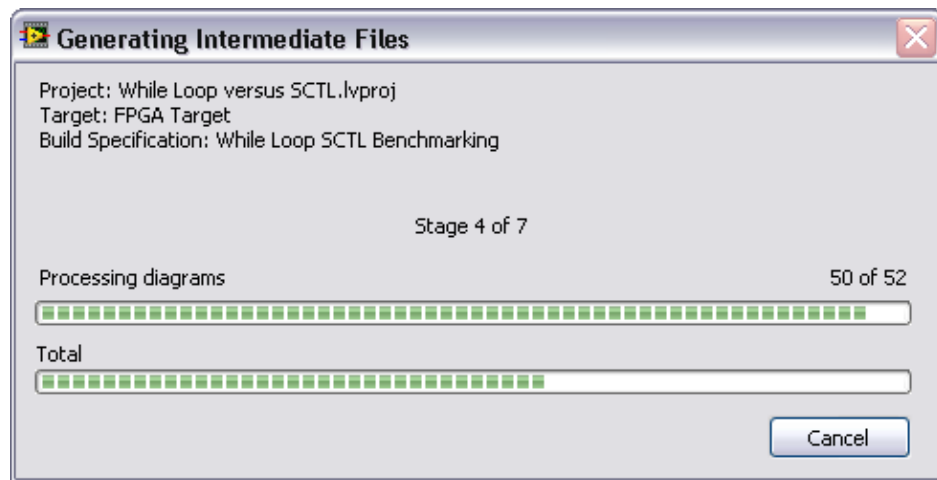 Generating Intermediate Files
Project: While Loop versus SCTL.lvproj
Target: FPGA Target
Build Specification: While Loop SCTL Benchmarking
Stage 4 of 7
Processing diagrams 50 of 52
Total
Cancel